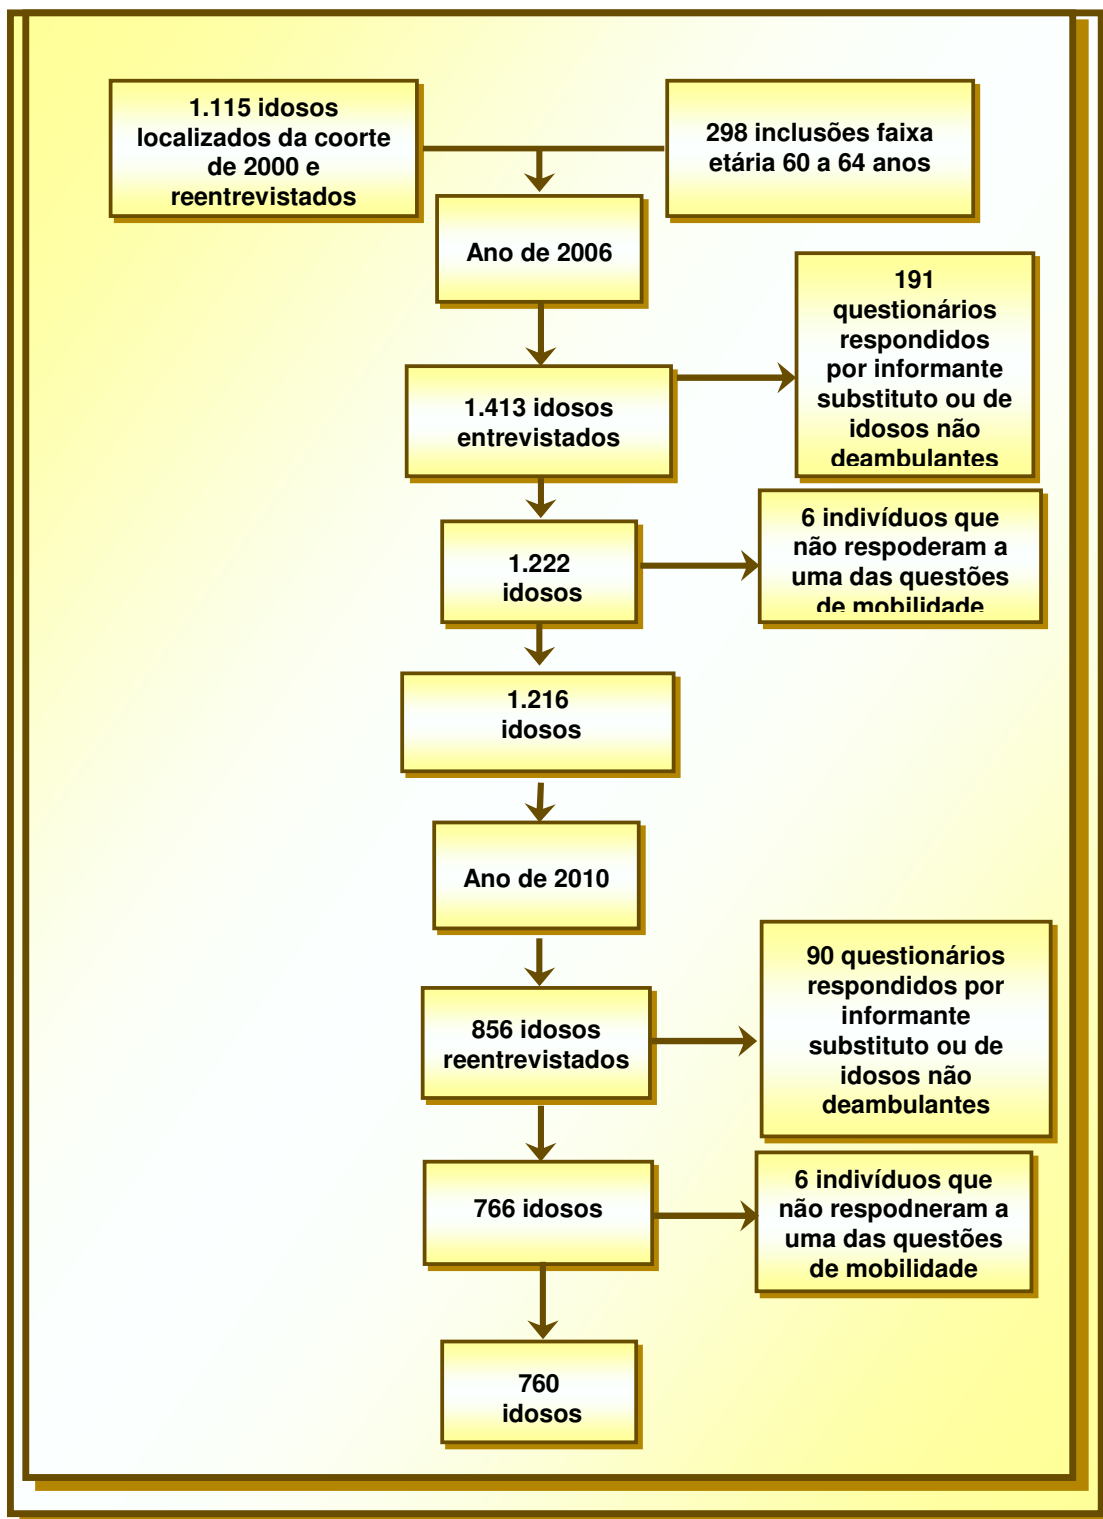 1.115 idosos
localizados da coorte
de 2000 e
reentrevistados
298 inclusões faixa
etária 60 a 64 anos
Ano de 2006
191
questionários
respondidos
por informante
substituto ou de
idosos não
deambulantes
1.413 idosos
entrevistados
6 indivíduos que
não respoderam a
uma das questões
de mobilidade
1.222
idosos
1.216
idosos
Ano de 2010
90 questionários
respondidos por
informante
substituto ou de
idosos não
deambulantes
856 idosos
reentrevistados
6 indivíduos que
não respodneram a
uma das questões
de mobilidade
766 idosos
760
idosos